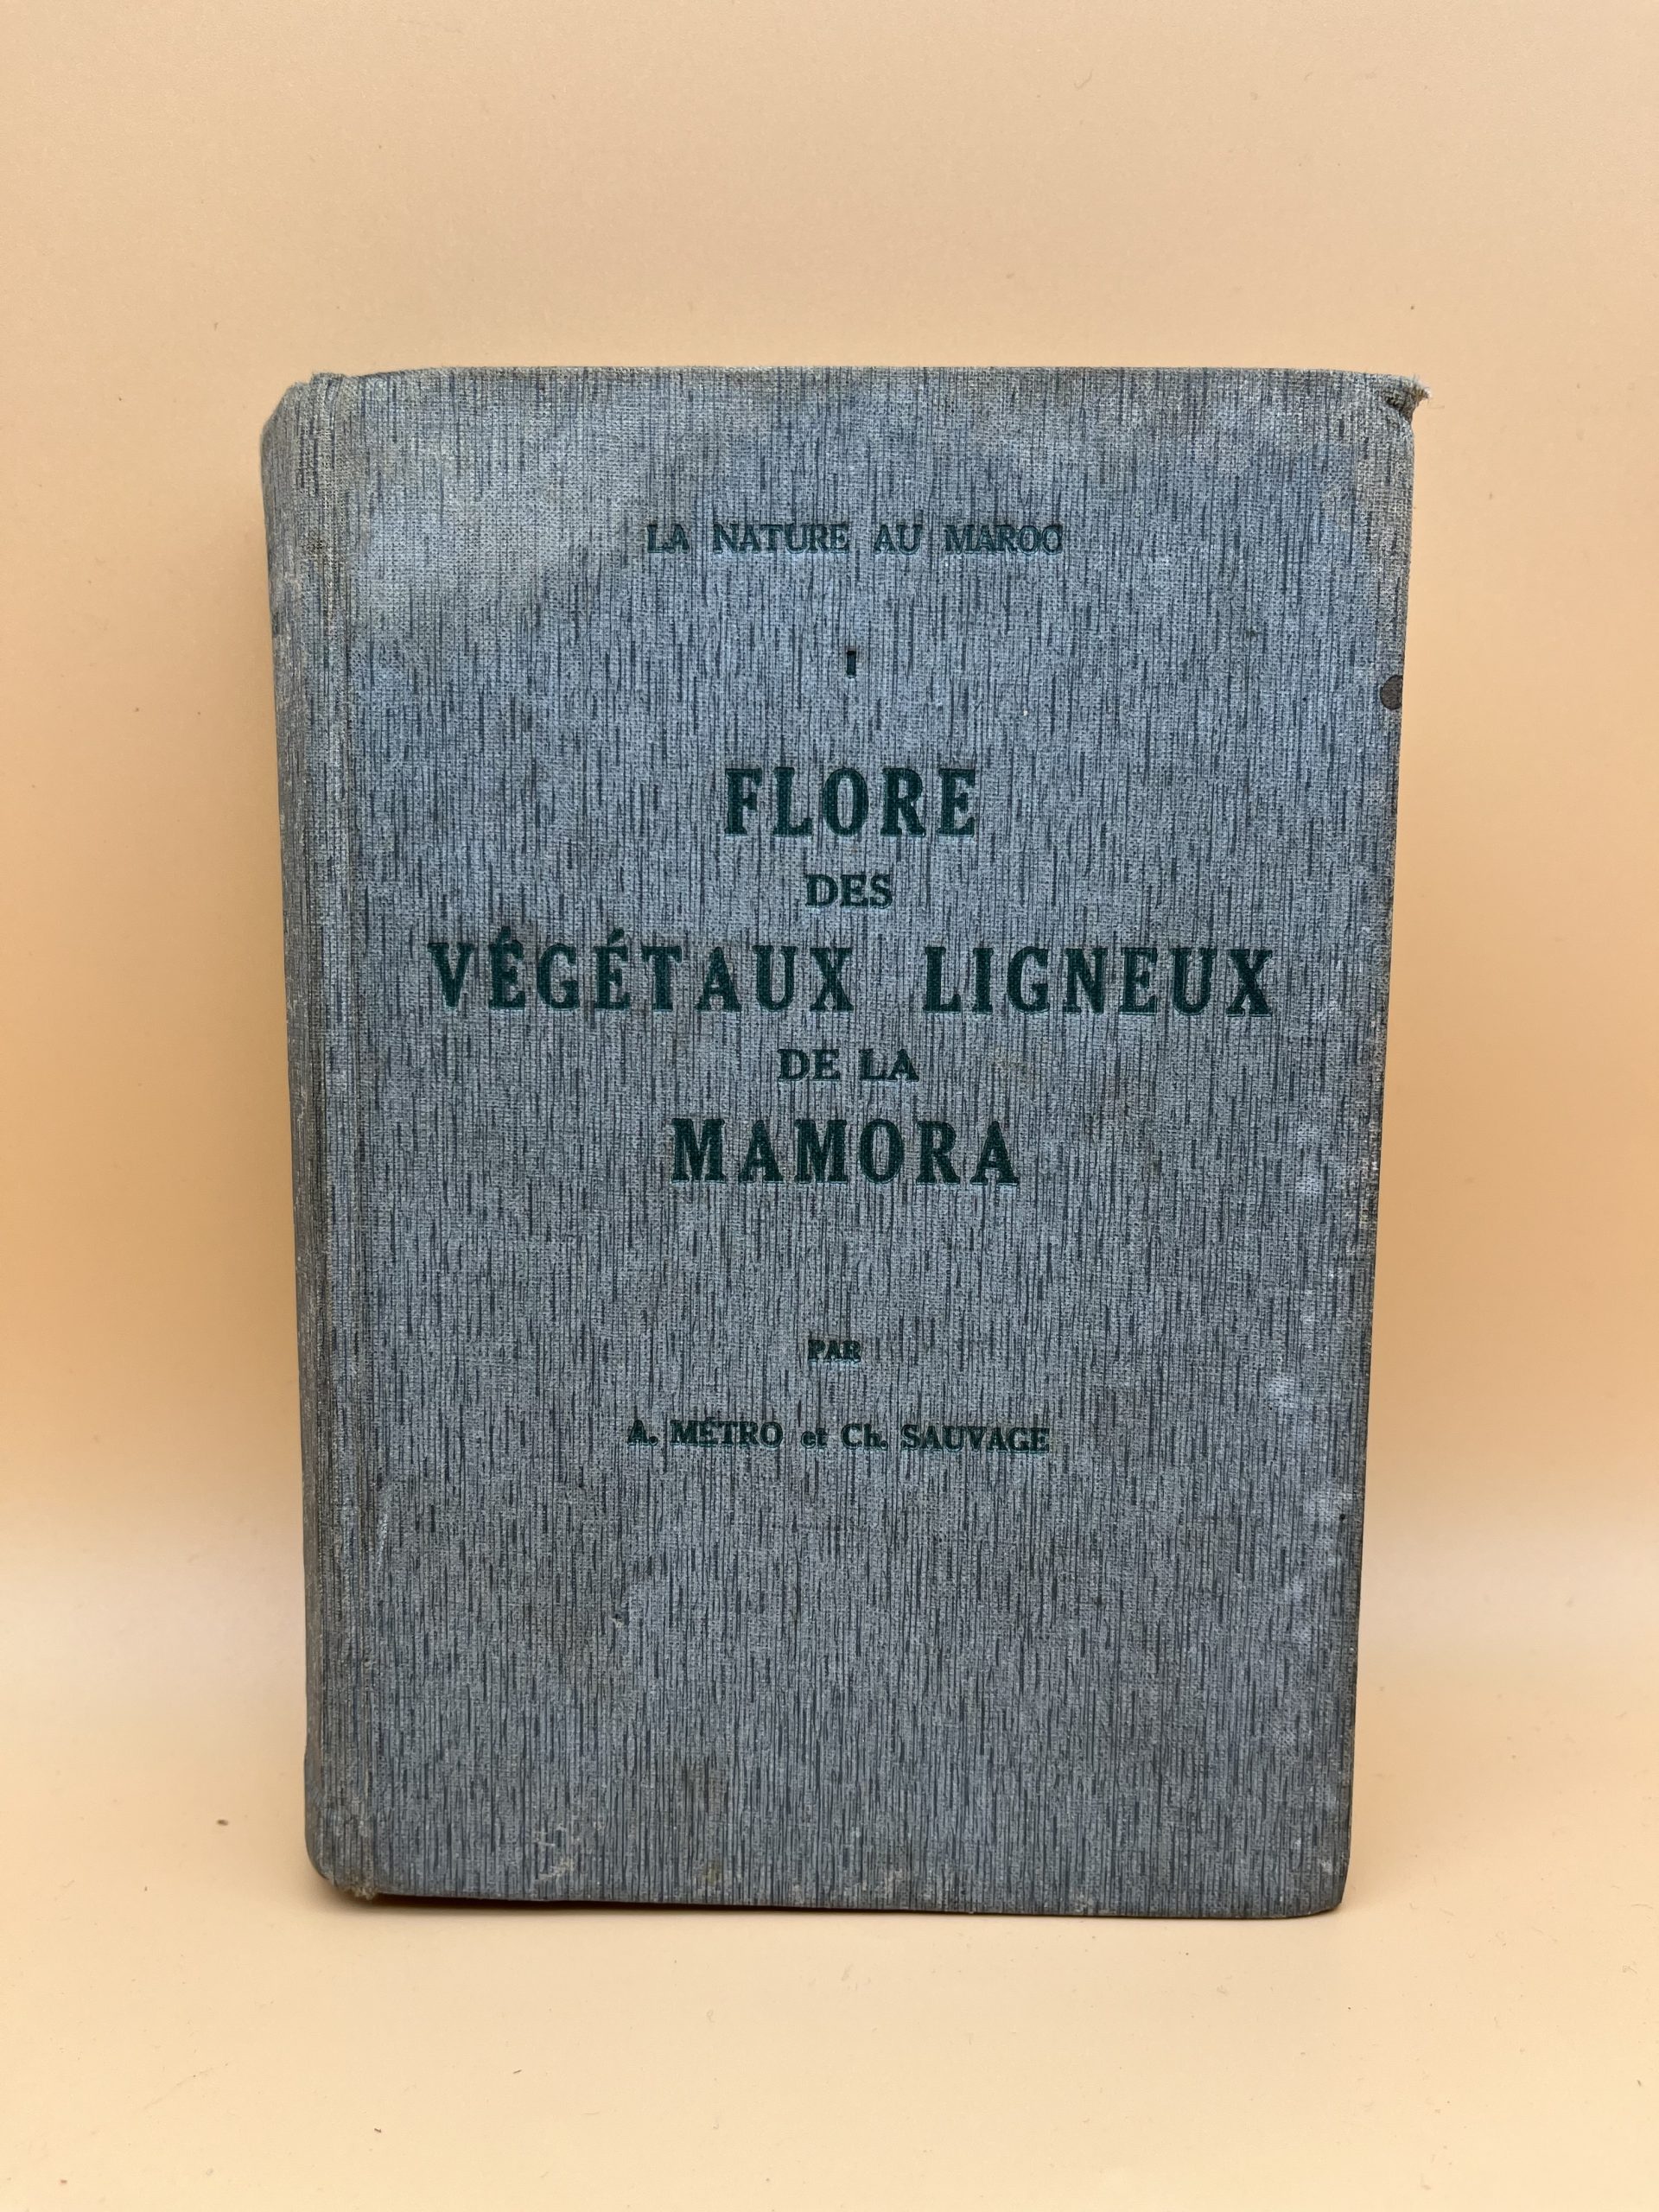 LA NATURE AU MAROC
I
FLORE
DES
VÉGÉTAUX LIGNEUX
DE LA
MAMORA
PAR
A. MÉTRO et Ch. SAUVAGE